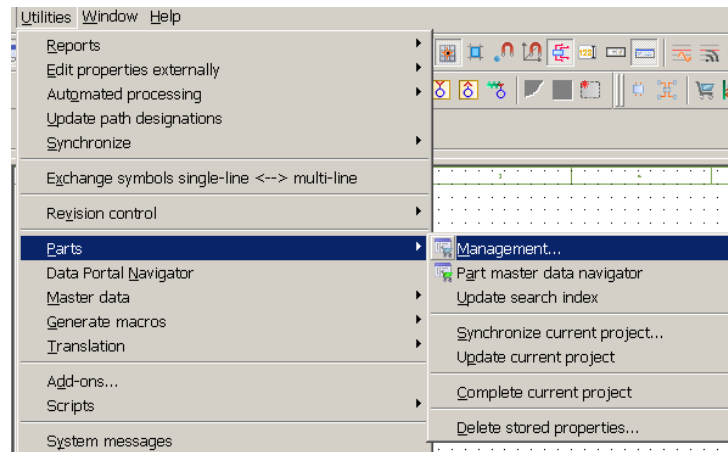 Utilities Window Help
Reports
Edit properties externally
Automated processing
Update path designations
Synchronize
Exchange symbols single-line <--> multi-line
Revision control
Parts
Data Portal Navigator
Master data
Generate macros
Translation
Add-ons...
Scripts
System messages
Management...
Part master data navigator
Update search index
Synchronize current project...
Update current project
Complete current project
Delete stored properties...